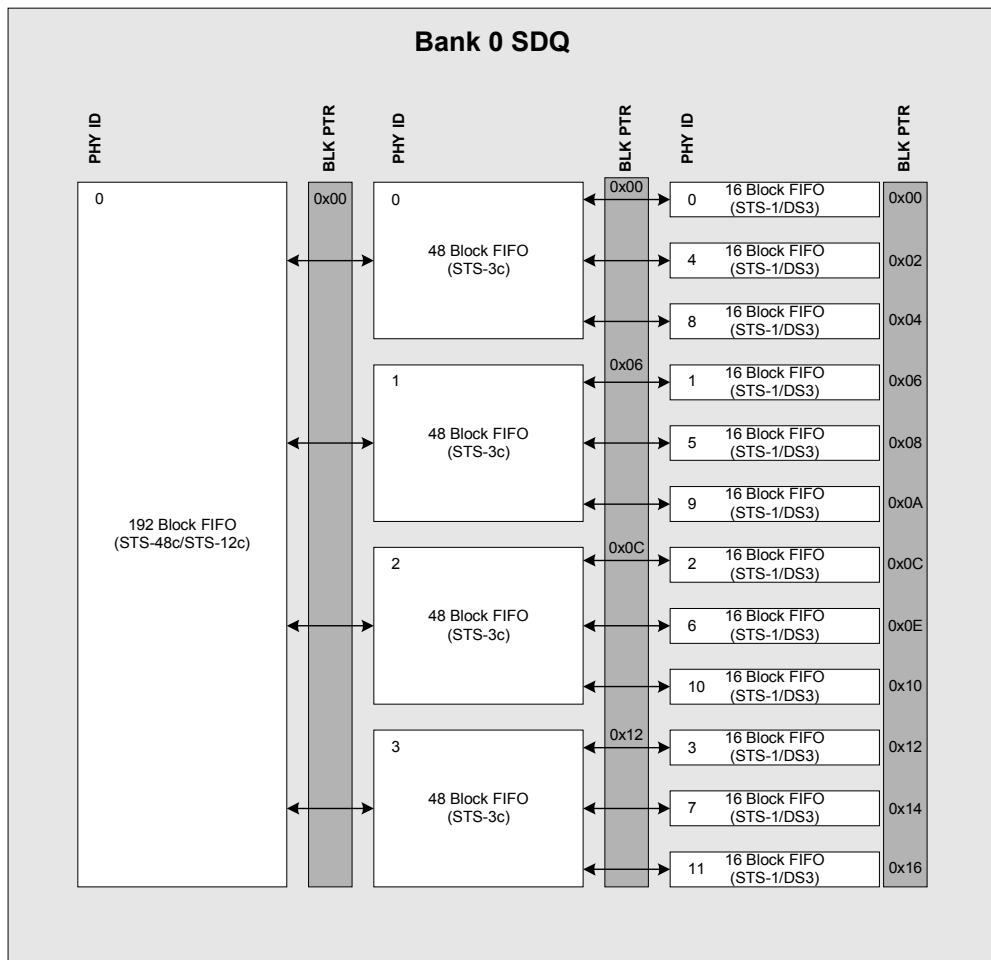 Bank 0 SDQ
PHY ID
BLK PTR
PHY ID
BLK PTR
PHY ID
BLK PTR
0
192 Block FIFO
(STS-48c/STS-12c)
0x00
0
48 Block FIFO
(STS-3c)
1
48 Block FIFO
(STS-3c)
2
48 Block FIFO
(STS-3c)
3
48 Block FIFO
(STS-3c)
0x00
0x06
0x0C
0x12
0
16 Block FIFO
(STS-1/DS3)
0x00
4
16 Block FIFO
(STS-1/DS3)
0x02
8
16 Block FIFO
(STS-1/DS3)
0x04
1
16 Block FIFO
(STS-1/DS3)
0x06
5
16 Block FIFO
(STS-1/DS3)
0x08
9
16 Block FIFO
(STS-1/DS3)
0x0A
2
16 Block FIFO
(STS-1/DS3)
0x0C
6
16 Block FIFO
(STS-1/DS3)
0x0E
10
16 Block FIFO
(STS-1/DS3)
0x10
3
16 Block FIFO
(STS-1/DS3)
0x12
7
16 Block FIFO
(STS-1/DS3)
0x14
11
16 Block FIFO
(STS-1/DS3)
0x16